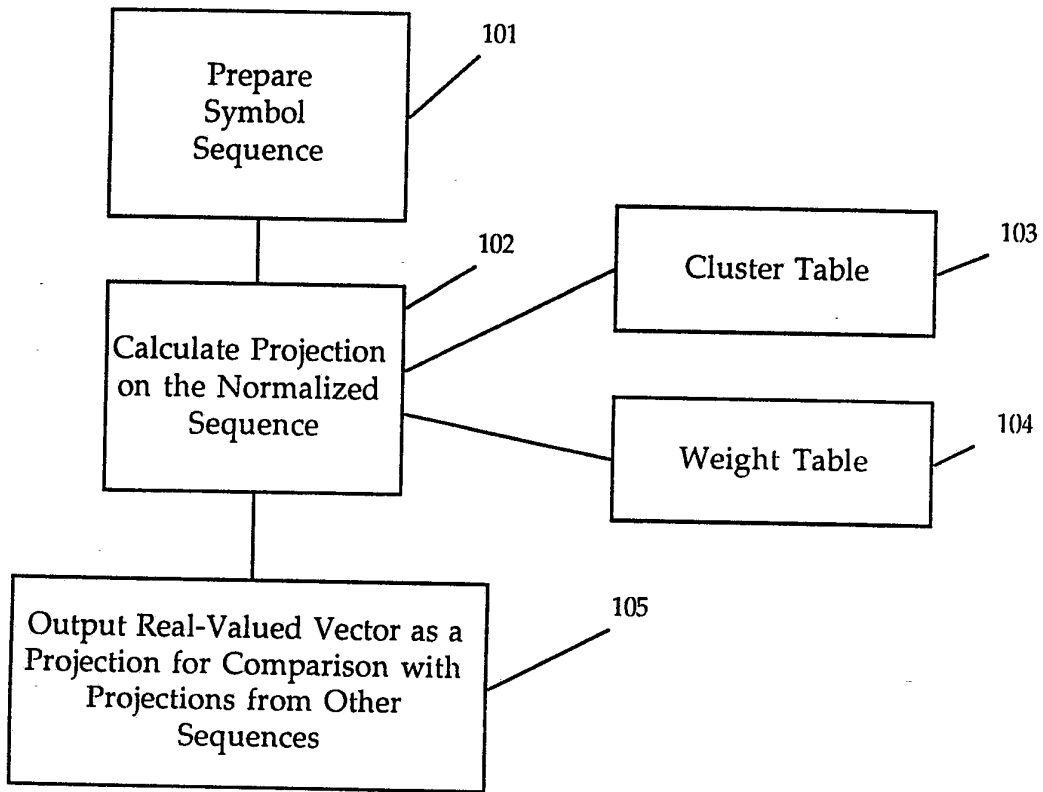 101
Prepare
Symbol
Sequence
102
103
Cluster Table
Calculate Projection
on the Normalized
Sequence
104
Weight Table
105
Output Real-Valued Vector as a
Projection for Comparison with
Projections from Other
Sequences